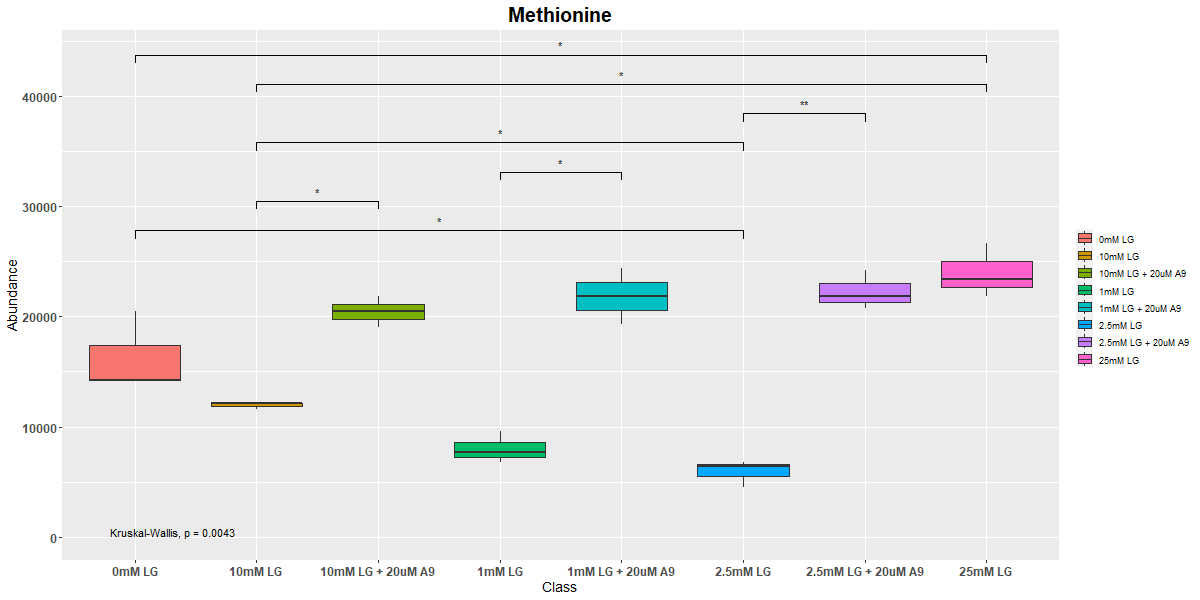 Methionine
*
*
**
*
*
*
*
Abundance
40000
30000
20000
10000
0
Kruskal-Wallis, p = 0.0043
0mM LG
10mM LG
10mM LG + 20uM A9
1mM LG
1mM LG + 20uM A9
2.5mM LG
2.5mM LG + 20uM A9
25mM LG
Class
0mM LG
10mM LG
10mM LG + 20uM A9
1mM LG
1mM LG + 20uM A9
2.5mM LG
2.5mM LG + 20uM A9
25mM LG